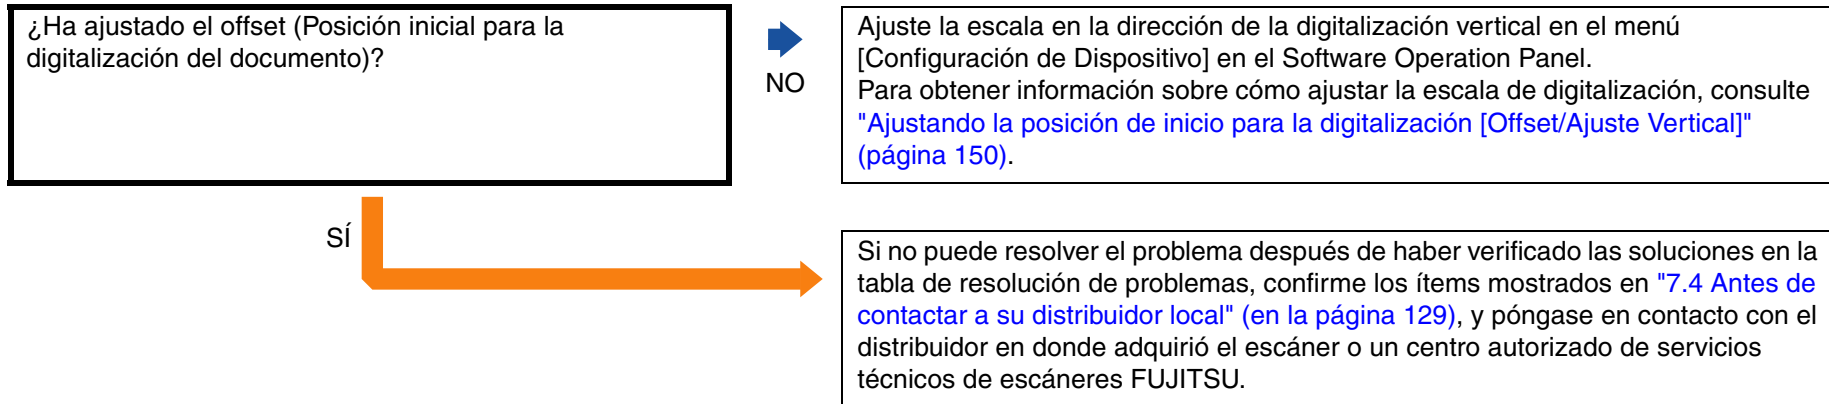 ¿Ha ajustado el offset (Posición inicial para la
digitalización del documento)?
NO
Ajuste la escala en la dirección de la digitalización vertical en el menú
[Configuración de Dispositivo] en el Software Operation Panel.
Para obtener información sobre cómo ajustar la escala de digitalización, consulte
"Ajustando la posición de inicio para la digitalización [Offset/Ajuste Vertical]"
(página 150).
SÍ
Si no puede resolver el problema después de haber verificado las soluciones en la
tabla de resolución de problemas, confirme los ítems mostrados en "7.4 Antes de
contactar a su distribuidor local" (en la página 129), y póngase en contacto con el
distribuidor en donde adquirió el escáner o un centro autorizado de servicios
técnicos de escáneres FUJITSU.